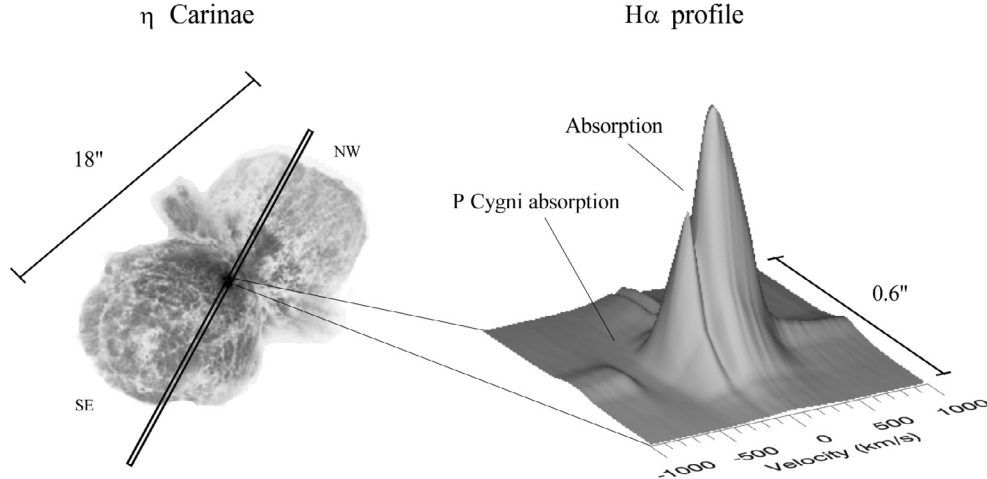 η Carinae
Hα profile
18"
NW
SE
Absorption
P Cygni absorption
0.6"
-1000 -500 0 500 1000
Velocity (km/s)